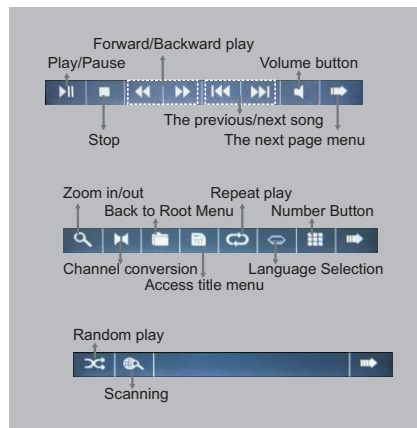 Forward/Backward play
Play/Pause
Volume button
The previous/next song
Stop
The next page menu
Zoom in/out
Repeat play
Back to Root Menu
Number Button
Channel conversion
Language Selection
Access title menu
Random play
Scanning